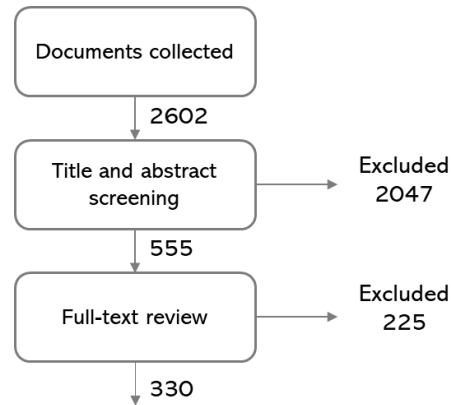 Documents collected
2602
Title and abstract
screening
Excluded
2047
555
Full-text review
Excluded
225
330